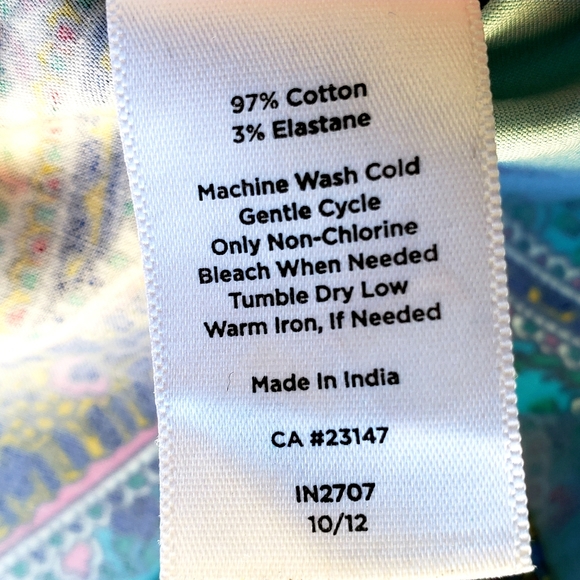 97% Cotton
3% Elastane
Machine Wash Cold
Gentle Cycle
Only Non-Chlorine
Bleach When Needed
Tumble Dry Low
Warm Iron, If Needed
Made In India
CA #23147
IN2707
10/12